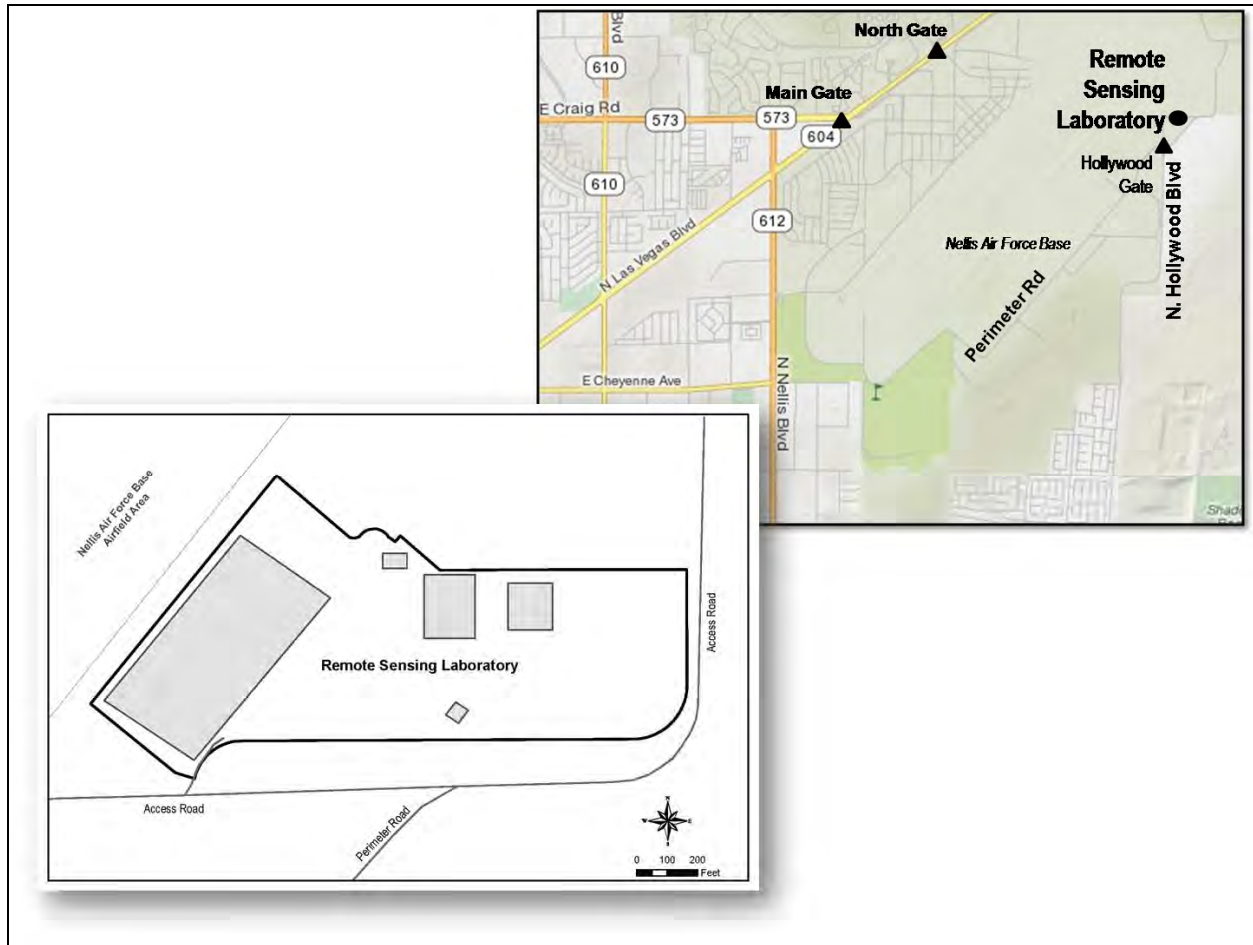 Blvd
North Gate
610
Remote
Sensing
Laboratory
Main Gate
E Craig Rd
573
573
604
Hollywood
Gate
610
612
N. Hollywood Blvd
N Las Vegas Blvd
Nellis Air Force Base
Perimeter Rd
E Cheyenne Ave
N Nellis Blvd
Nellis Air Force Base
Airfield Area
Access Road
Remote Sensing Laboratory
Access Road
Perimeter Road
N
W
E
S
0 100 200
Feet